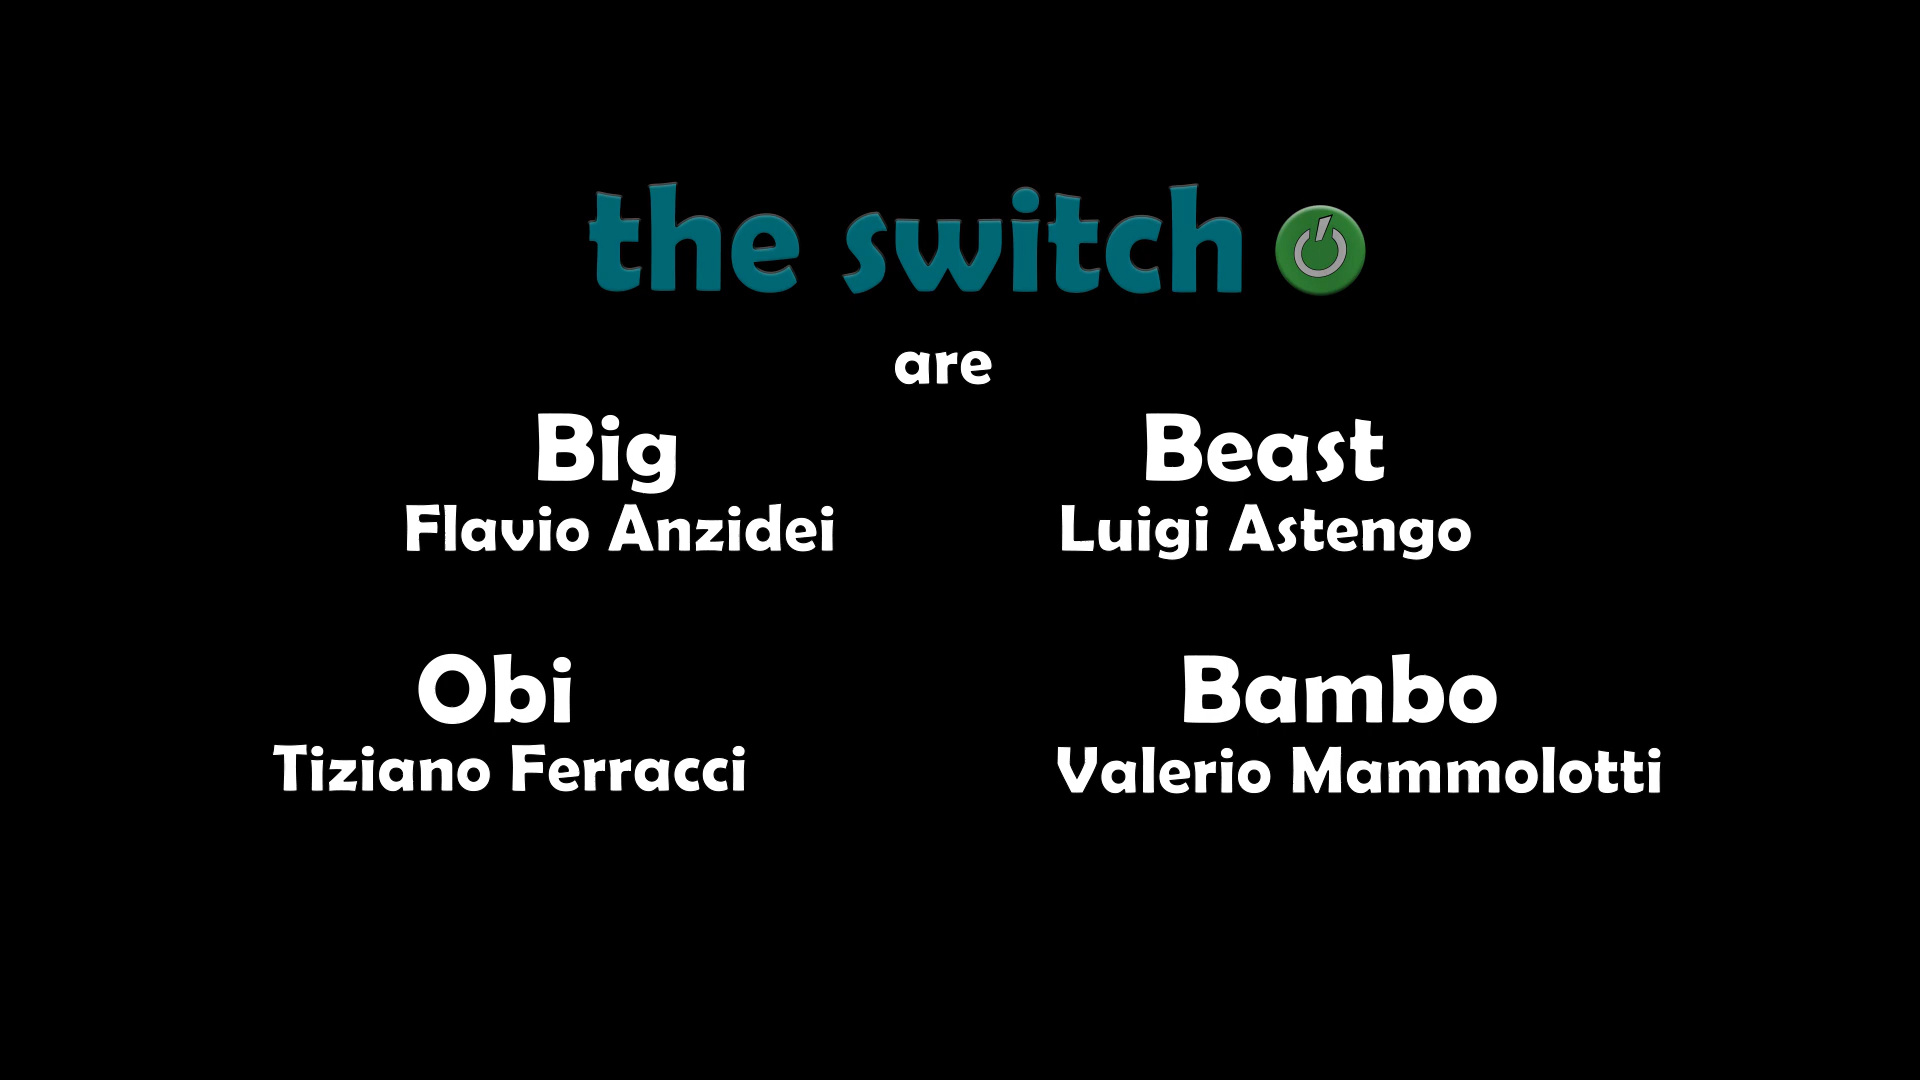 the switch
are
Big
Flavio Anzidei
Beast
Luigi Astengo
Obi
Tiziano Ferracci
Bambo
Valerio Mammolotti